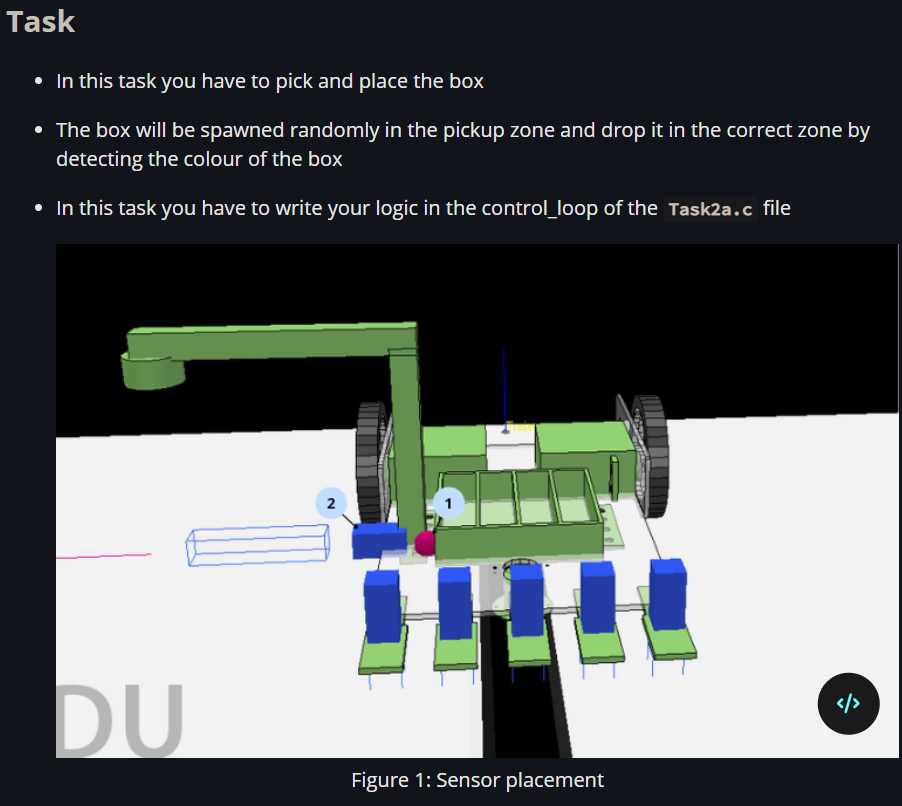 Task
In this task you have to pick and place the box
The box will be spawned randomly in the pickup zone and drop it in the correct zone by
detecting the colour of the box
In this task you have to write your logic in the control_loop of the Task2a.c file
2
1
DU
</>
Figure 1: Sensor placement